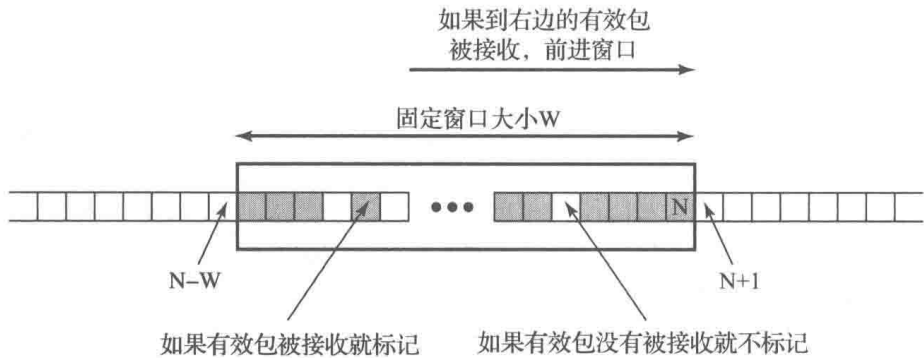 如果到右边的有效包
被接收，前进窗口
固定窗口大小W
N
N-W
N+1
如果有效包被接收就标记
如果有效包没有被接收就不标记